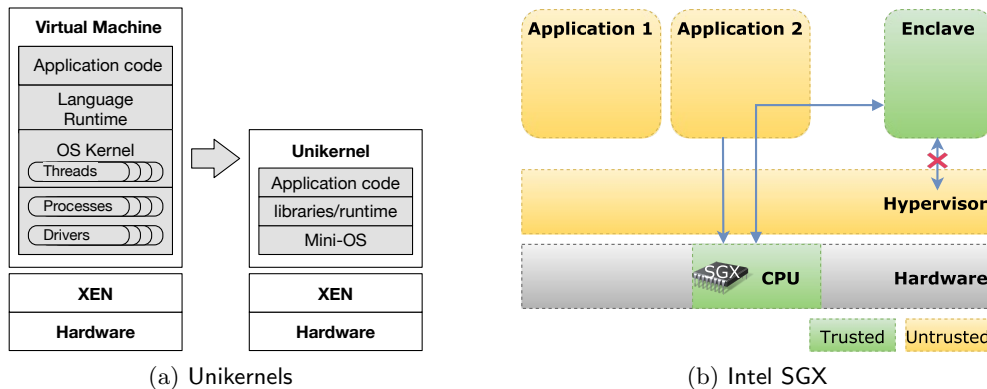 Virtual Machine
Application code
Language
Runtime
OS Kernel
Threads
Processes
Drivers
XEN
Hardware
Unikernel
Application code
libraries/runtime
Mini-OS
XEN
Hardware
(a) Unikernels
Application 1
Application 2
Enclave
Hypervisor
SGX
CPU
Hardware
Trusted
Untrusted
(b) Intel SGX